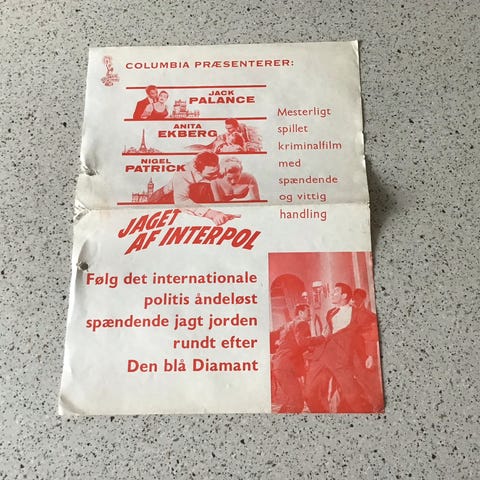 COLUMBIA PRÆSENTERER:
JACK
PALANCE
ANITA
EKBERG
NIGEL
PATRICK
Mesterligt
spillet
kriminalfilm
med
spændende
og vittig
handling
JAGET
AF INTERPOL
Følg det internationale
politis åndeløst
spændende jagt jorden
rundt efter
Den blå Diamant